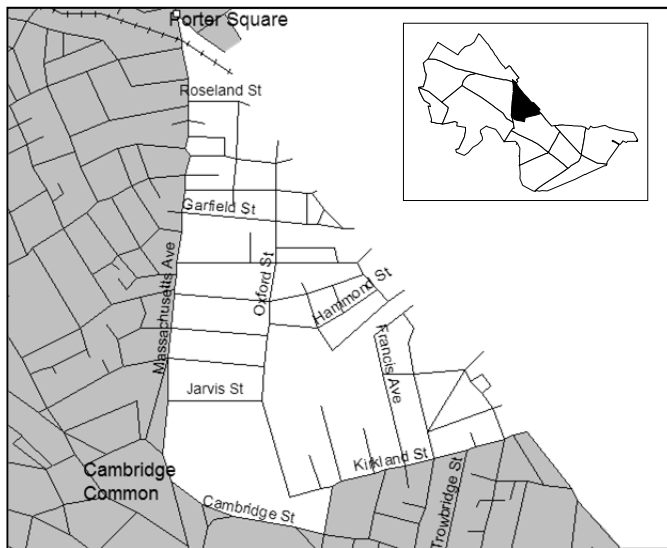 Porter Square
Roseland St
Garfield St
Massachusetts Ave
Oxford St
Hammond St
Francis Ave
Jarvis St
Kirkland St
Cambridge
Common
Cambridge St
Trowbridge St